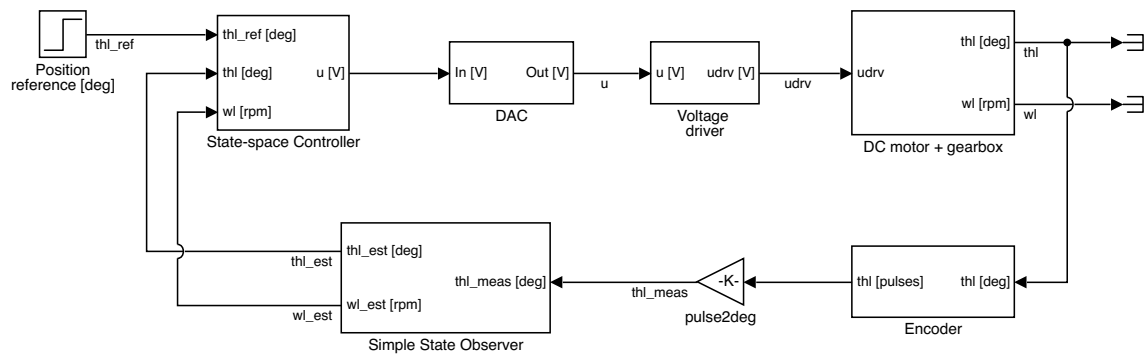 thl_ref
Position
reference [deg]
thl_ref [deg]
thl [deg]
wl [rpm]
u [V]
State-space Controller
In [V]
Out [V]
DAC
u
u [V]
udrv [V]
Voltage
driver
udrv
udrv
thl [deg]
wl [rpm]
DC motor + gearbox
thl
wl
thl_est
wl_est
thl_est [deg]
wl_est [rpm]
thl_meas [deg]
Simple State Observer
thl_meas
-K-
pulse2deg
thl [pulses]
thl [deg]
Encoder